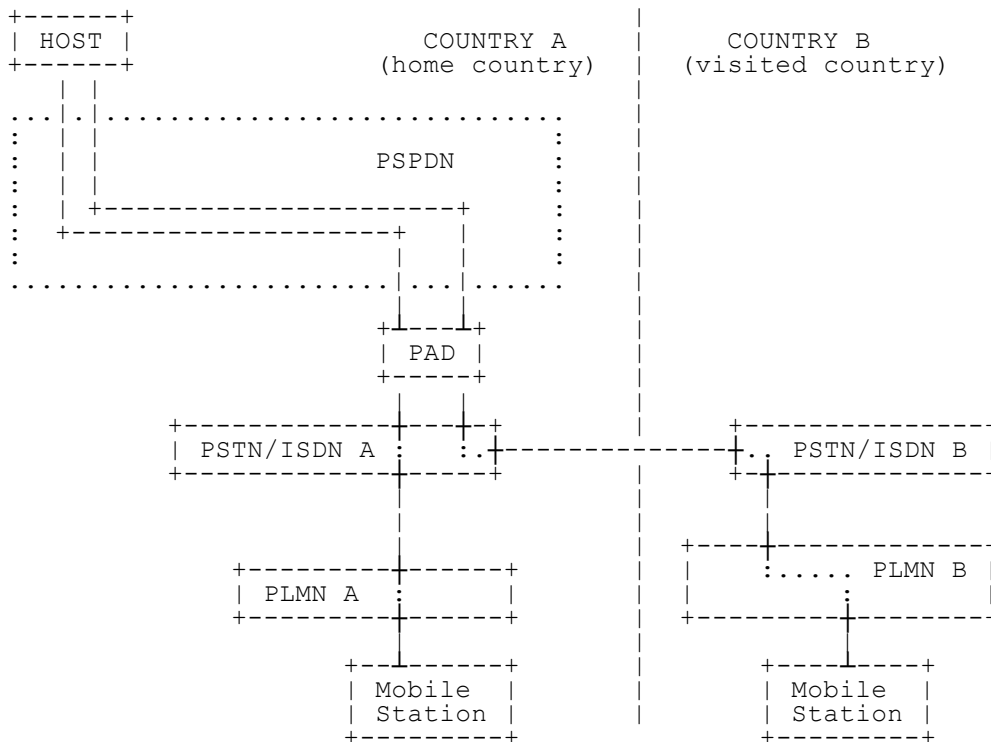 HOST
COUNTRY A COUNTRY B
(home country) (visited country)
PSPDN
PAD
PSTN/ISDN A PSTN/ISDN B
PLMN A PLMN B
Mobile Mobile
Station Station